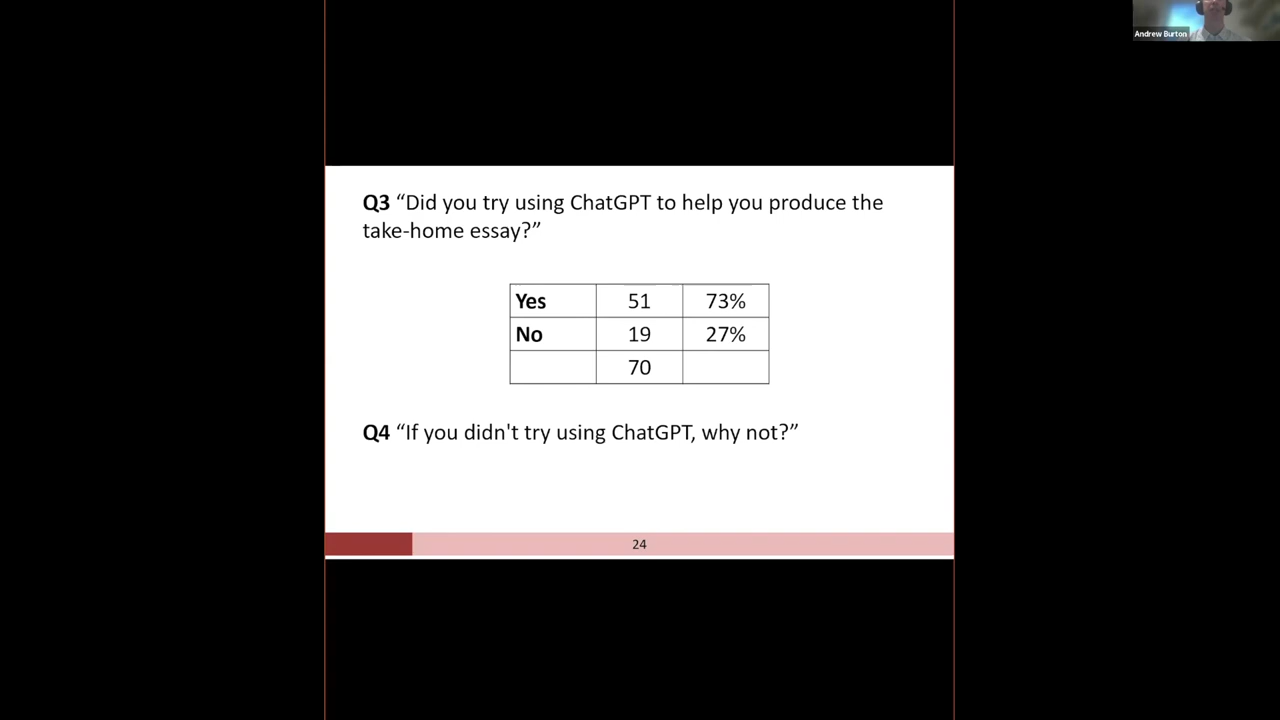 Andrew Burton
Q3 “Did you try using ChatGPT to help you produce the
take-home essay?”
Yes 51 73%
No 19 27%
70
Q4 “If you didn't try using ChatGPT, why not?”
24